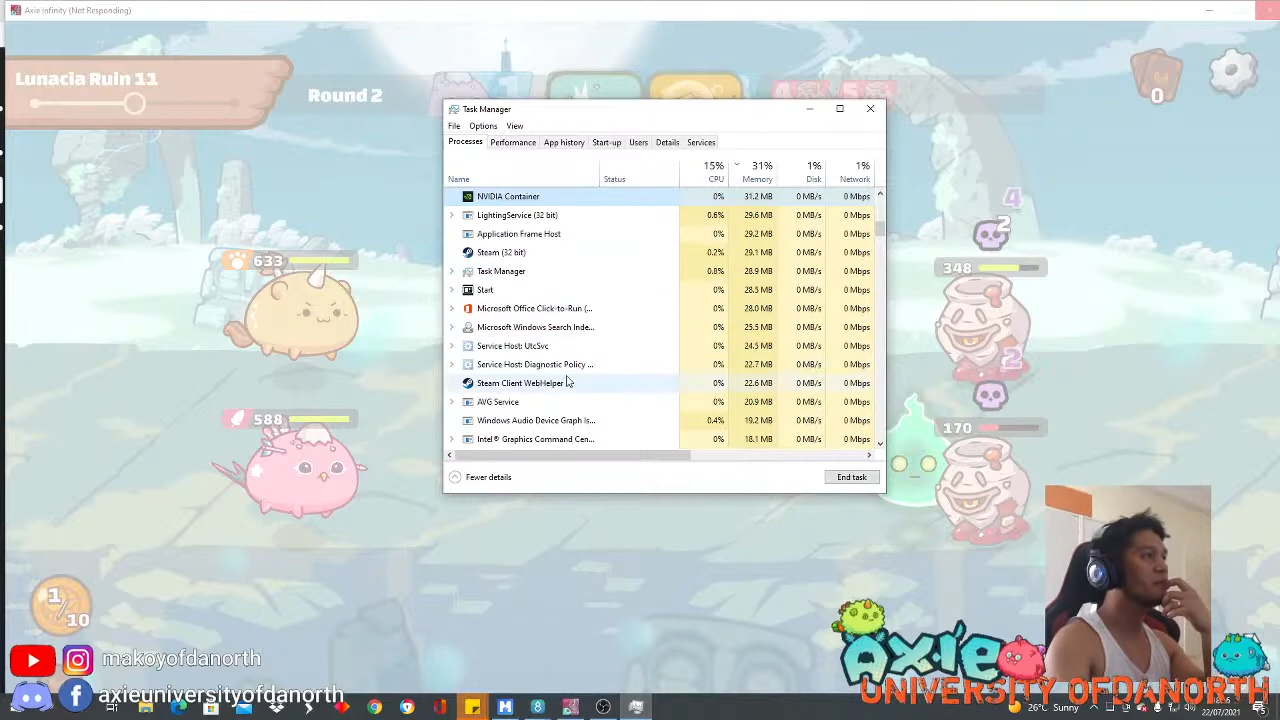 Axie Infinity (Not Responding)
Lunacia Ruin 11
Round 2
0
Task Manager
File Options View
Processes Performance App history Start-up Users Details Services
15% 31% 1% 1%
Name Status CPU Memory Disk Network
NVIDIA Container 0% 31.2 MB 0 MB/s 0 Mbps
LightingService (32 bit) 0.6% 29.6 MB 0 MB/s 0 Mbps
Application Frame Host 0% 29.2 MB 0 MB/s 0 Mbps
Steam (32 bit) 0.2% 29.1 MB 0 MB/s 0 Mbps
Task Manager 0.8% 28.9 MB 0 MB/s 0 Mbps
Start 0% 28.5 MB 0 MB/s 0 Mbps
Microsoft Office Click-to-Run (... 0% 28.0 MB 0 MB/s 0 Mbps
Microsoft Windows Search Inde... 0% 25.5 MB 0 MB/s 0 Mbps
Service Host: UtcSvc 0% 24.5 MB 0 MB/s 0 Mbps
Service Host: Diagnostic Policy ... 0% 22.7 MB 0 MB/s 0 Mbps
Steam Client WebHelper 0% 22.6 MB 0 MB/s 0 Mbps
AVG Service 0% 20.9 MB 0 MB/s 0 Mbps
Windows Audio Device Graph Is... 0.4% 19.2 MB 0 MB/s 0 Mbps
Intel® Graphics Command Cen... 0% 18.1 MB 0 MB/s 0 Mbps
Fewer details End task
4
2
633
348
2
588
170
1/10
makoyofdanorth
axieuniversityofdanorth
Axie
UNIVERSITY OFDANORTH
26°C Sunny
22/07/2021